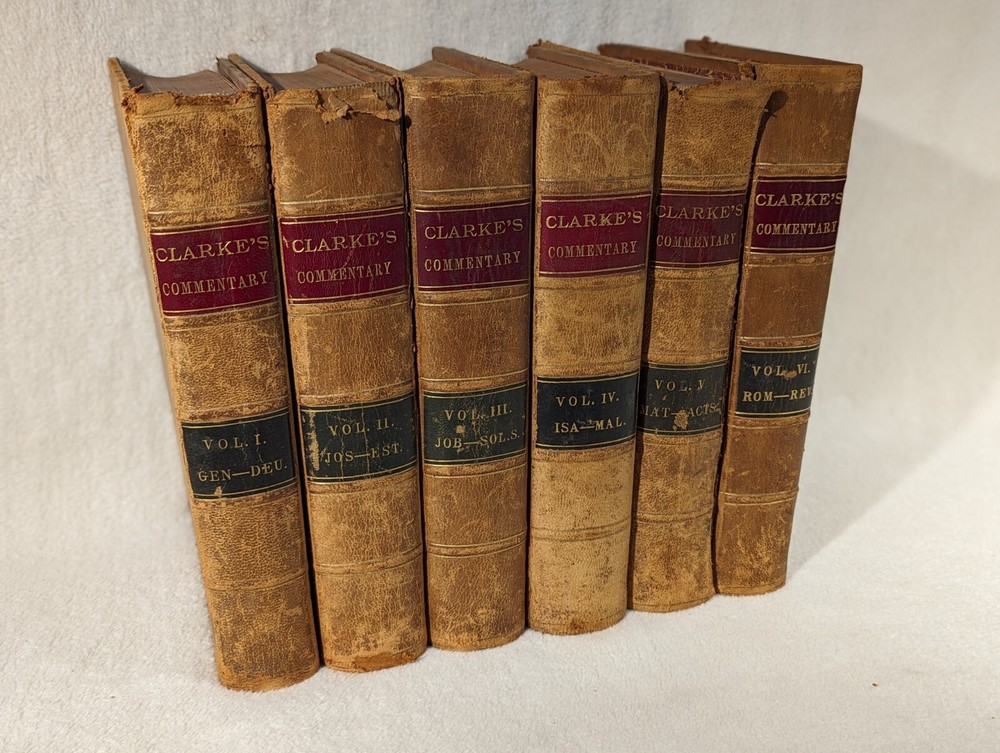 CLARKE'S
COMMENTARY
VOL. I.
GEN—DEU.
CLARKE'S
COMMENTARY
VOL. II.
JOS—EST.
CLARKE'S
COMMENTARY
VOL. III.
JOB—SOL.S.
CLARKE'S
COMMENTARY
VOL. IV.
ISA—MAL.
CLARKE'S
COMMENTARY
VOL. V
MAT—ACTS.
CLARKE'S
COMMENTARY
VOL. VI.
ROM—REV.